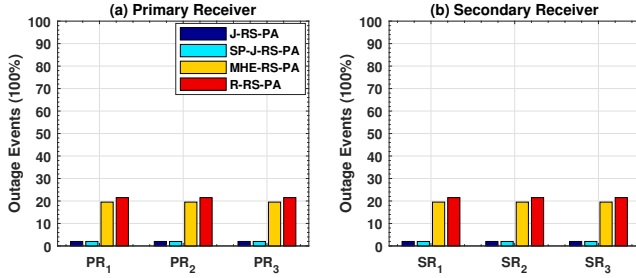 (a) Primary Receiver
Outage Events (100%)
100
90
80
70
60
50
40
30
20
10
0
J-RS-PA
SP-J-RS-PA
MHE-RS-PA
R-RS-PA
PR1
PR2
PR3
(b) Secondary Receiver
Outage Events (100%)
100
90
80
70
60
50
40
30
20
10
0
SR1
SR2
SR3